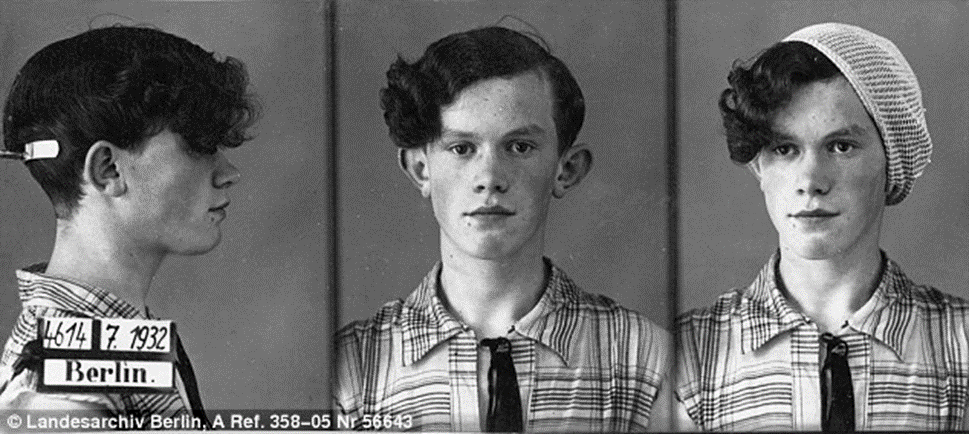 4614 7. 1932
Berlin.
© Landesarchiv Berlin, A Ref. 358-05 Nr 56643